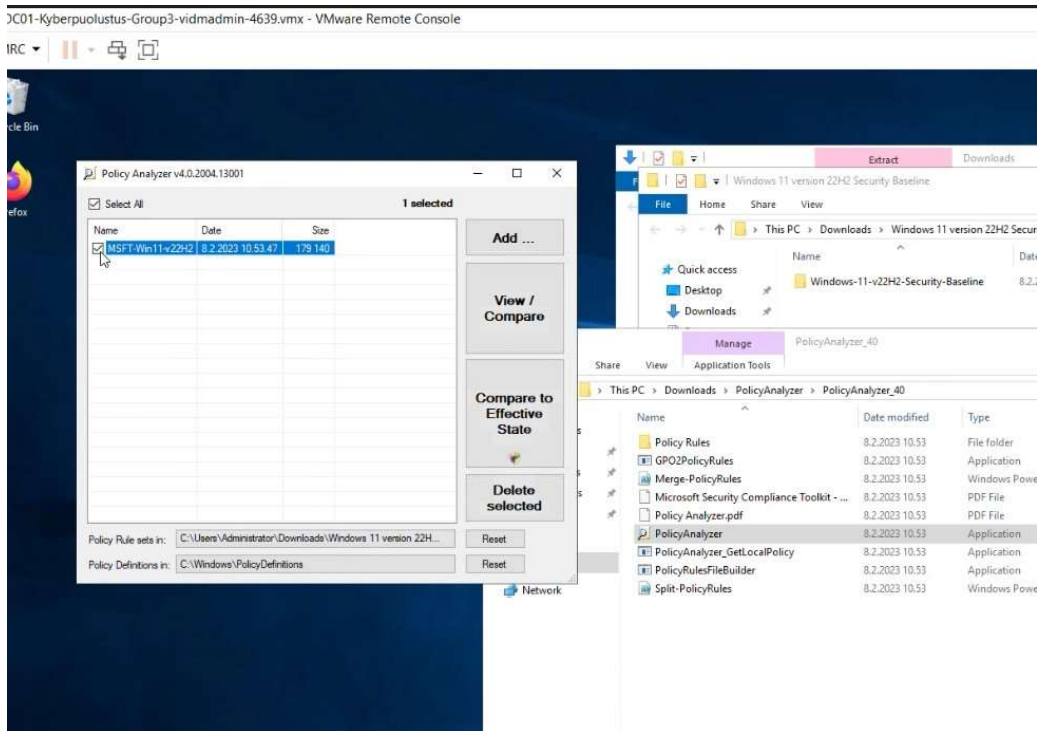 DC01-Kyberpuolustus-Group3-vidmadmin-4639.vmx - VMware Remote Console
MRC
cle Bin
efox
Policy Analyzer v4.0.2004.13001
Select All 1 selected
Name Date Size
MSFT-Win11-v22H2 8.2.2023 10.53.47 179 140
Add ...
View /
Compare
Compare to
Effective
State
Delete
selected
Policy Rule sets in: C:\Users\Administrator\Downloads\Windows 11 version 22H... Reset
Policy Definitions in: C:\Windows\PolicyDefinitions Reset
Extract Downloads
F
Windows 11 version 22H2 Security Baseline
File Home Share View
This PC > Downloads > Windows 11 version 22H2 Secur
Name Date
Quick access
Windows-11-v22H2-Security-Baseline 8.2.2
Desktop
Downloads
Manage PolicyAnalyzer_40
Share View Application Tools
This PC > Downloads > PolicyAnalyzer > PolicyAnalyzer_40
Name Date modified Type
Policy Rules 8.2.2023 10.53 File folder
GPO2PolicyRules 8.2.2023 10.53 Application
Merge-PolicyRules 8.2.2023 10.53 Windows Powe
Microsoft Security Compliance Toolkit - ... 8.2.2023 10.53 PDF File
Policy Analyzer.pdf 8.2.2023 10.53 PDF File
PolicyAnalyzer 8.2.2023 10.53 Application
PolicyAnalyzer_GetLocalPolicy 8.2.2023 10.53 Application
PolicyRulesFileBuilder 8.2.2023 10.53 Application
Split-PolicyRules 8.2.2023 10.53 Windows Powe
Network